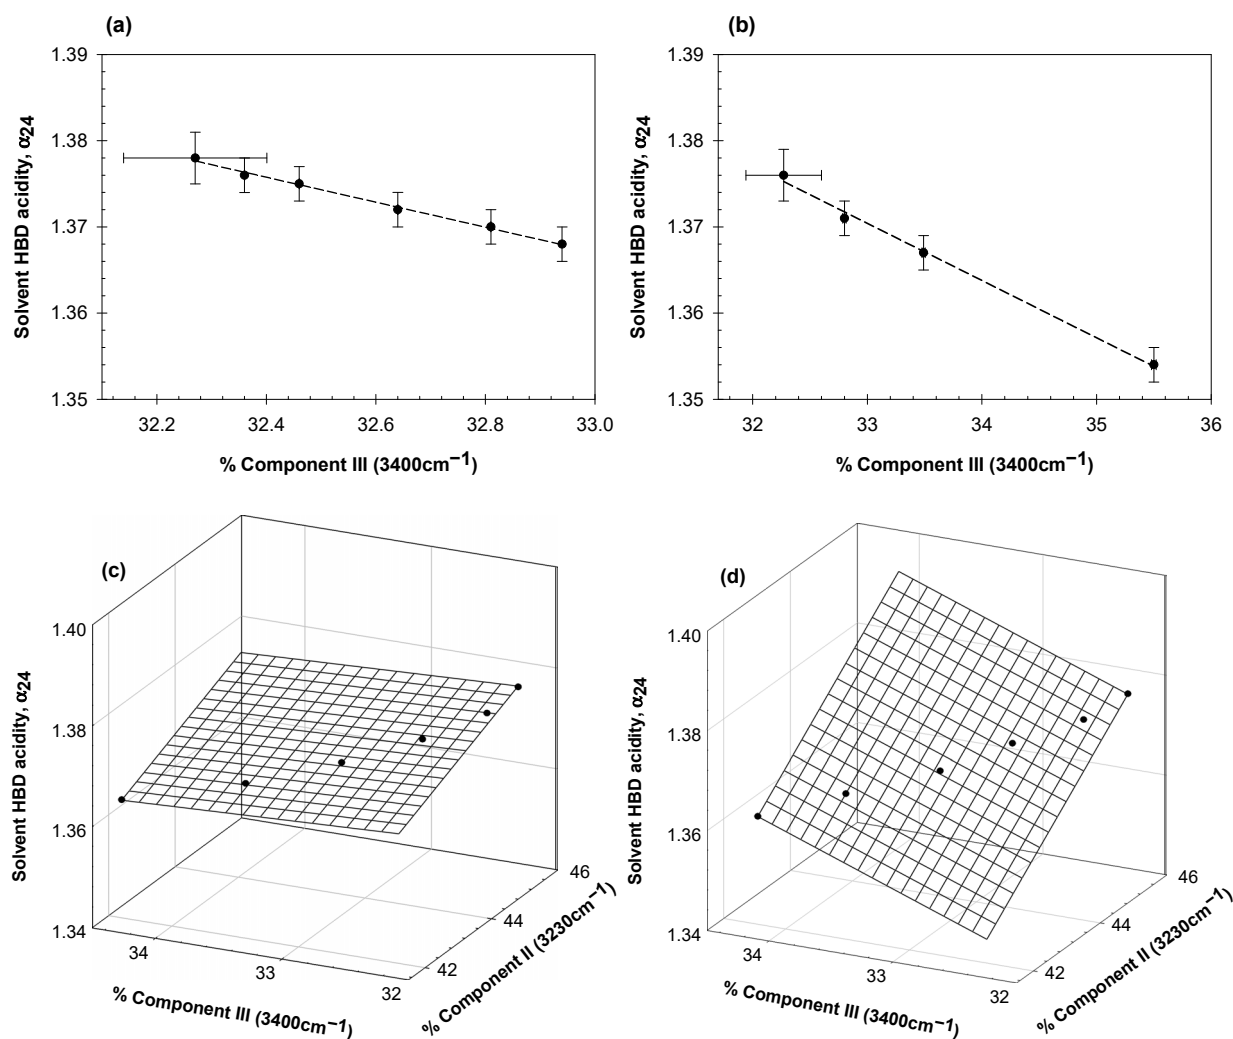 (a)
1.39
1.38
1.37
1.36
1.35
Solvent HBD acidity, α24
32.2
32.4
32.6
32.8
33.0
% Component III (3400cm−1)
(b)
1.39
1.38
1.37
1.36
1.35
Solvent HBD acidity, α24
32
33
34
35
36
% Component III (3400cm−1)
(c)
1.40
1.38
1.36
1.34
Solvent HBD acidity, α24
34
33
32
% Component III (3400cm−1)
42
44
46
% Component II (3230cm−1)
(d)
1.40
1.38
1.36
1.34
Solvent HBD acidity, α24
34
33
32
% Component III (3400cm−1)
42
44
46
% Component II (3230cm−1)